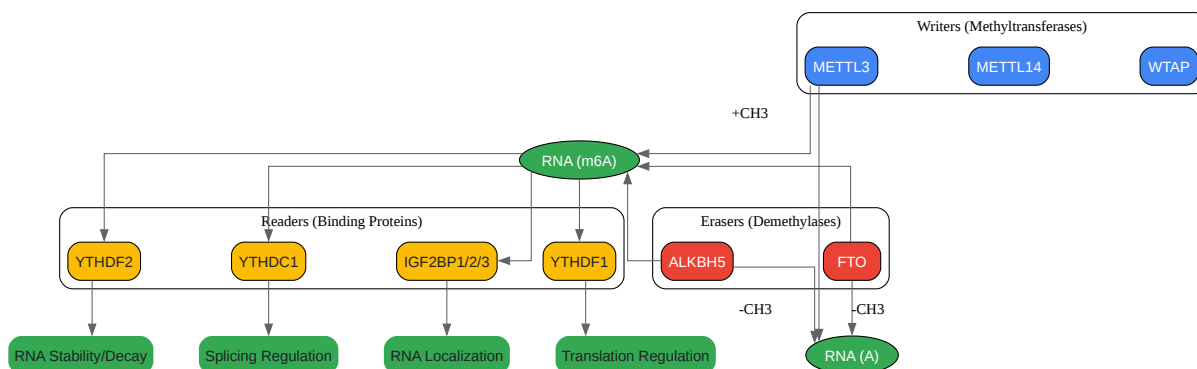 Writers (Methyltransferases)
METTL3
METTL14
WTAP
+CH3
RNA (m6A)
Readers (Binding Proteins)
Erasers (Demethylases)
YTHDF2
YTHDC1
IGF2BP1/2/3
YTHDF1
ALKBH5
FTO
-CH3
-CH3
RNA Stability/Decay
Splicing Regulation
RNA Localization
Translation Regulation
RNA (A)